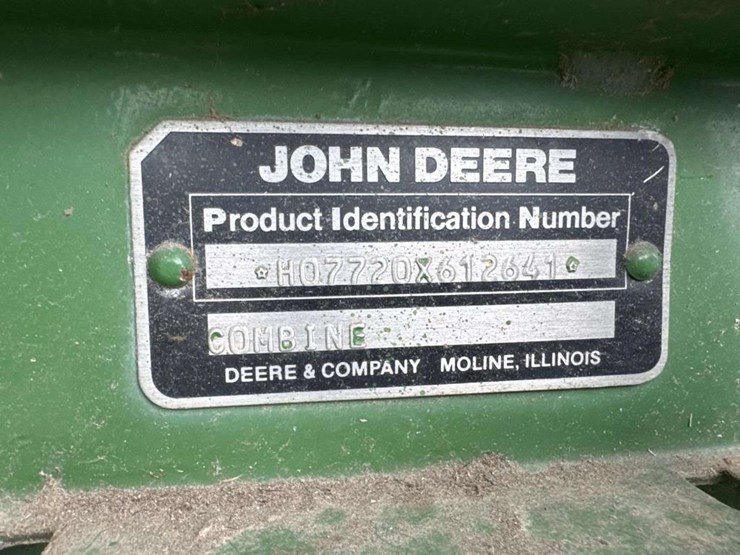 JOHN DEERE
Product Identification Number
H07720X612641
COMBINE
DEERE & COMPANY MOLINE, ILLINOIS